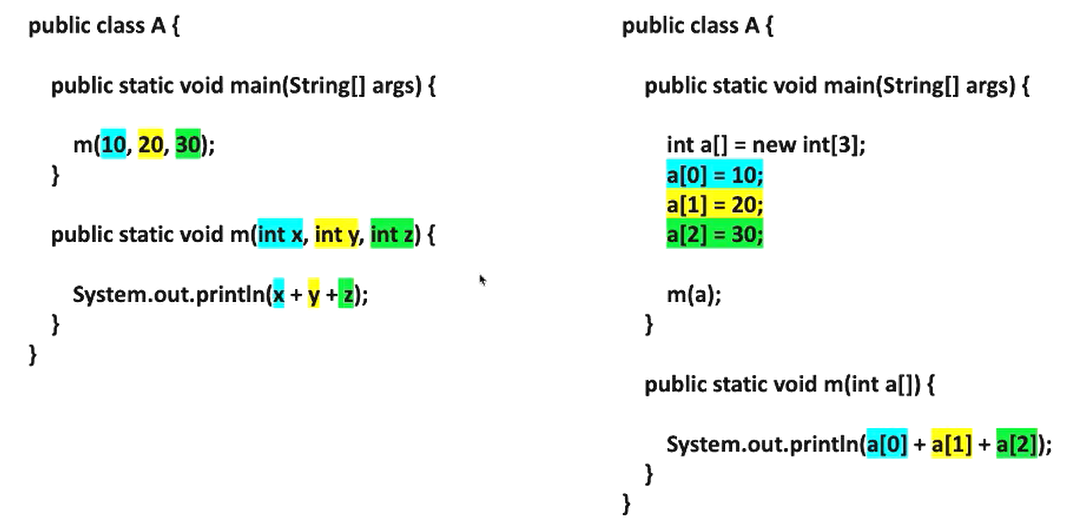 public class A {
public static void main(String[] args) {
m(10, 20, 30);
}
public static void m(int x, int y, int z) {
System.out.println(x + y +z);
}
}
public class A {
public static void main(String[] args) {
int a[] = new int[3];
a[0] = 10;
a[1] = 20;
a[2] = 30;
m(a);
}
public static void m(int a[]) {
System.out.println(a[0] + a[1] + a[2]);
}
}